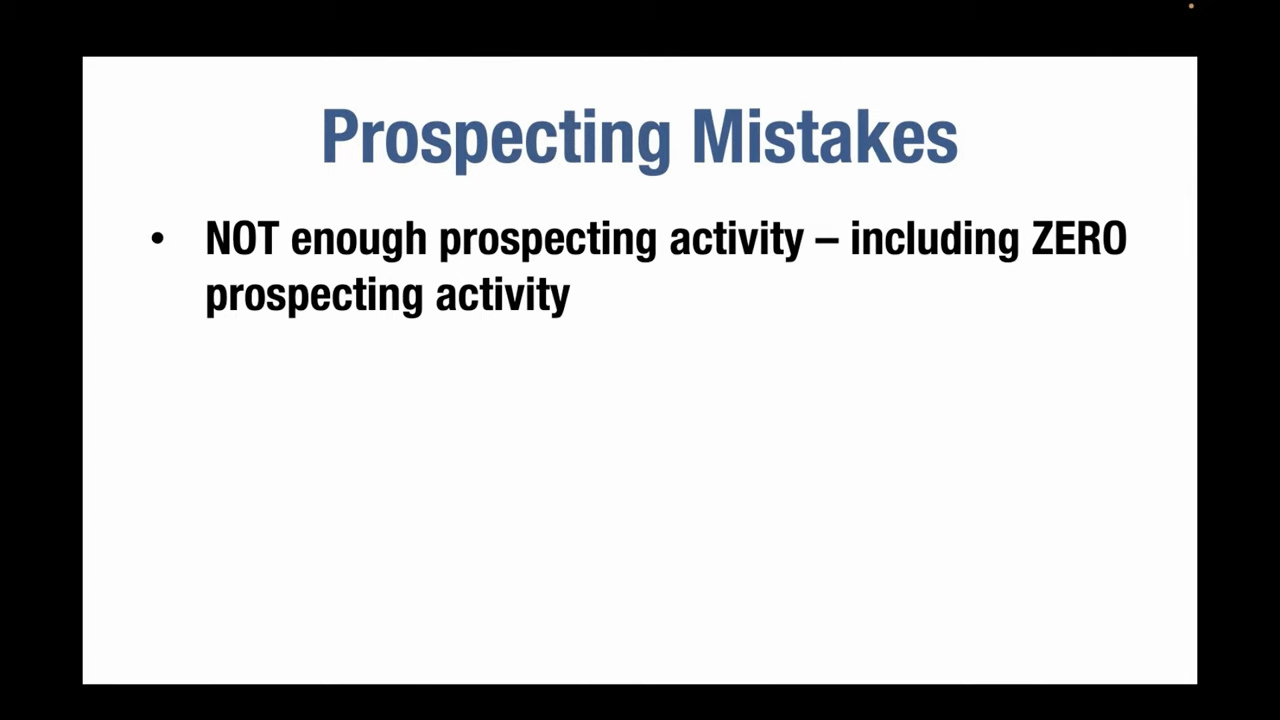 Prospecting Mistakes
• NOT enough prospecting activity – including ZERO
prospecting activity